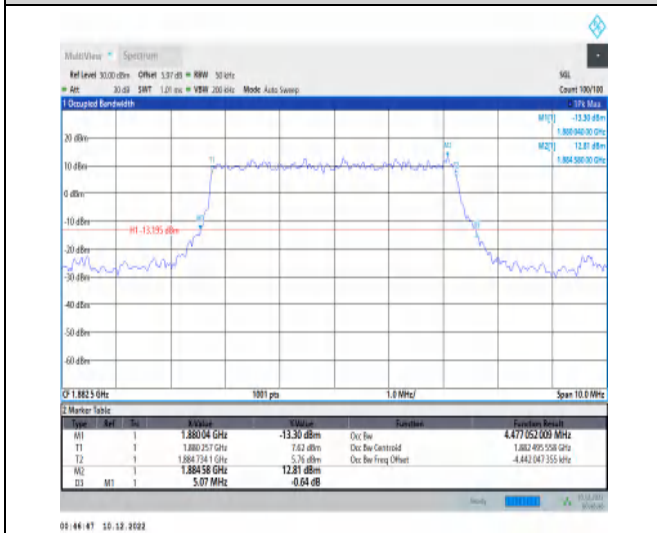 MultiView Spectrum
Ref Level 30.00 dBm Offset 5.97 dB RBW 50 kHz SGL
Att 30 dB SWT 1.01 ms VBW 200 kHz Mode Auto Sweep Count 100/100
1 Occupied Bandwidth 1Pk Max
M1[1] -13.30 dBm
1.880 040 00 GHz
20 dBm M2[1] 12.81 dBm
1.884 580 00 GHz
M2
T1
10 dBm
0 dBm
-10 dBm
M1
H1 -13.195 dBm
-20 dBm
-30 dBm
-40 dBm
-50 dBm
-60 dBm
CF 1.882 5 GHz 1001 pts 1.0 MHz/ Span 10.0 MHz
2 Marker Table
Type Ref Trc X-Value Y-Value Function Function Result
M1 1 1.880 04 GHz -13.30 dBm Occ Bw 4.477 052 009 MHz
T1 1 1.880 257 GHz 7.62 dBm Occ Bw Centroid 1.882 495 558 GHz
T2 1 1.884 734 1 GHz 5.76 dBm Occ Bw Freq Offset -4.442 047 355 kHz
M2 1 1.884 58 GHz 12.81 dBm
D3 M1 1 5.07 MHz -0.64 dB
Ready
00:46:47 10.12.2022